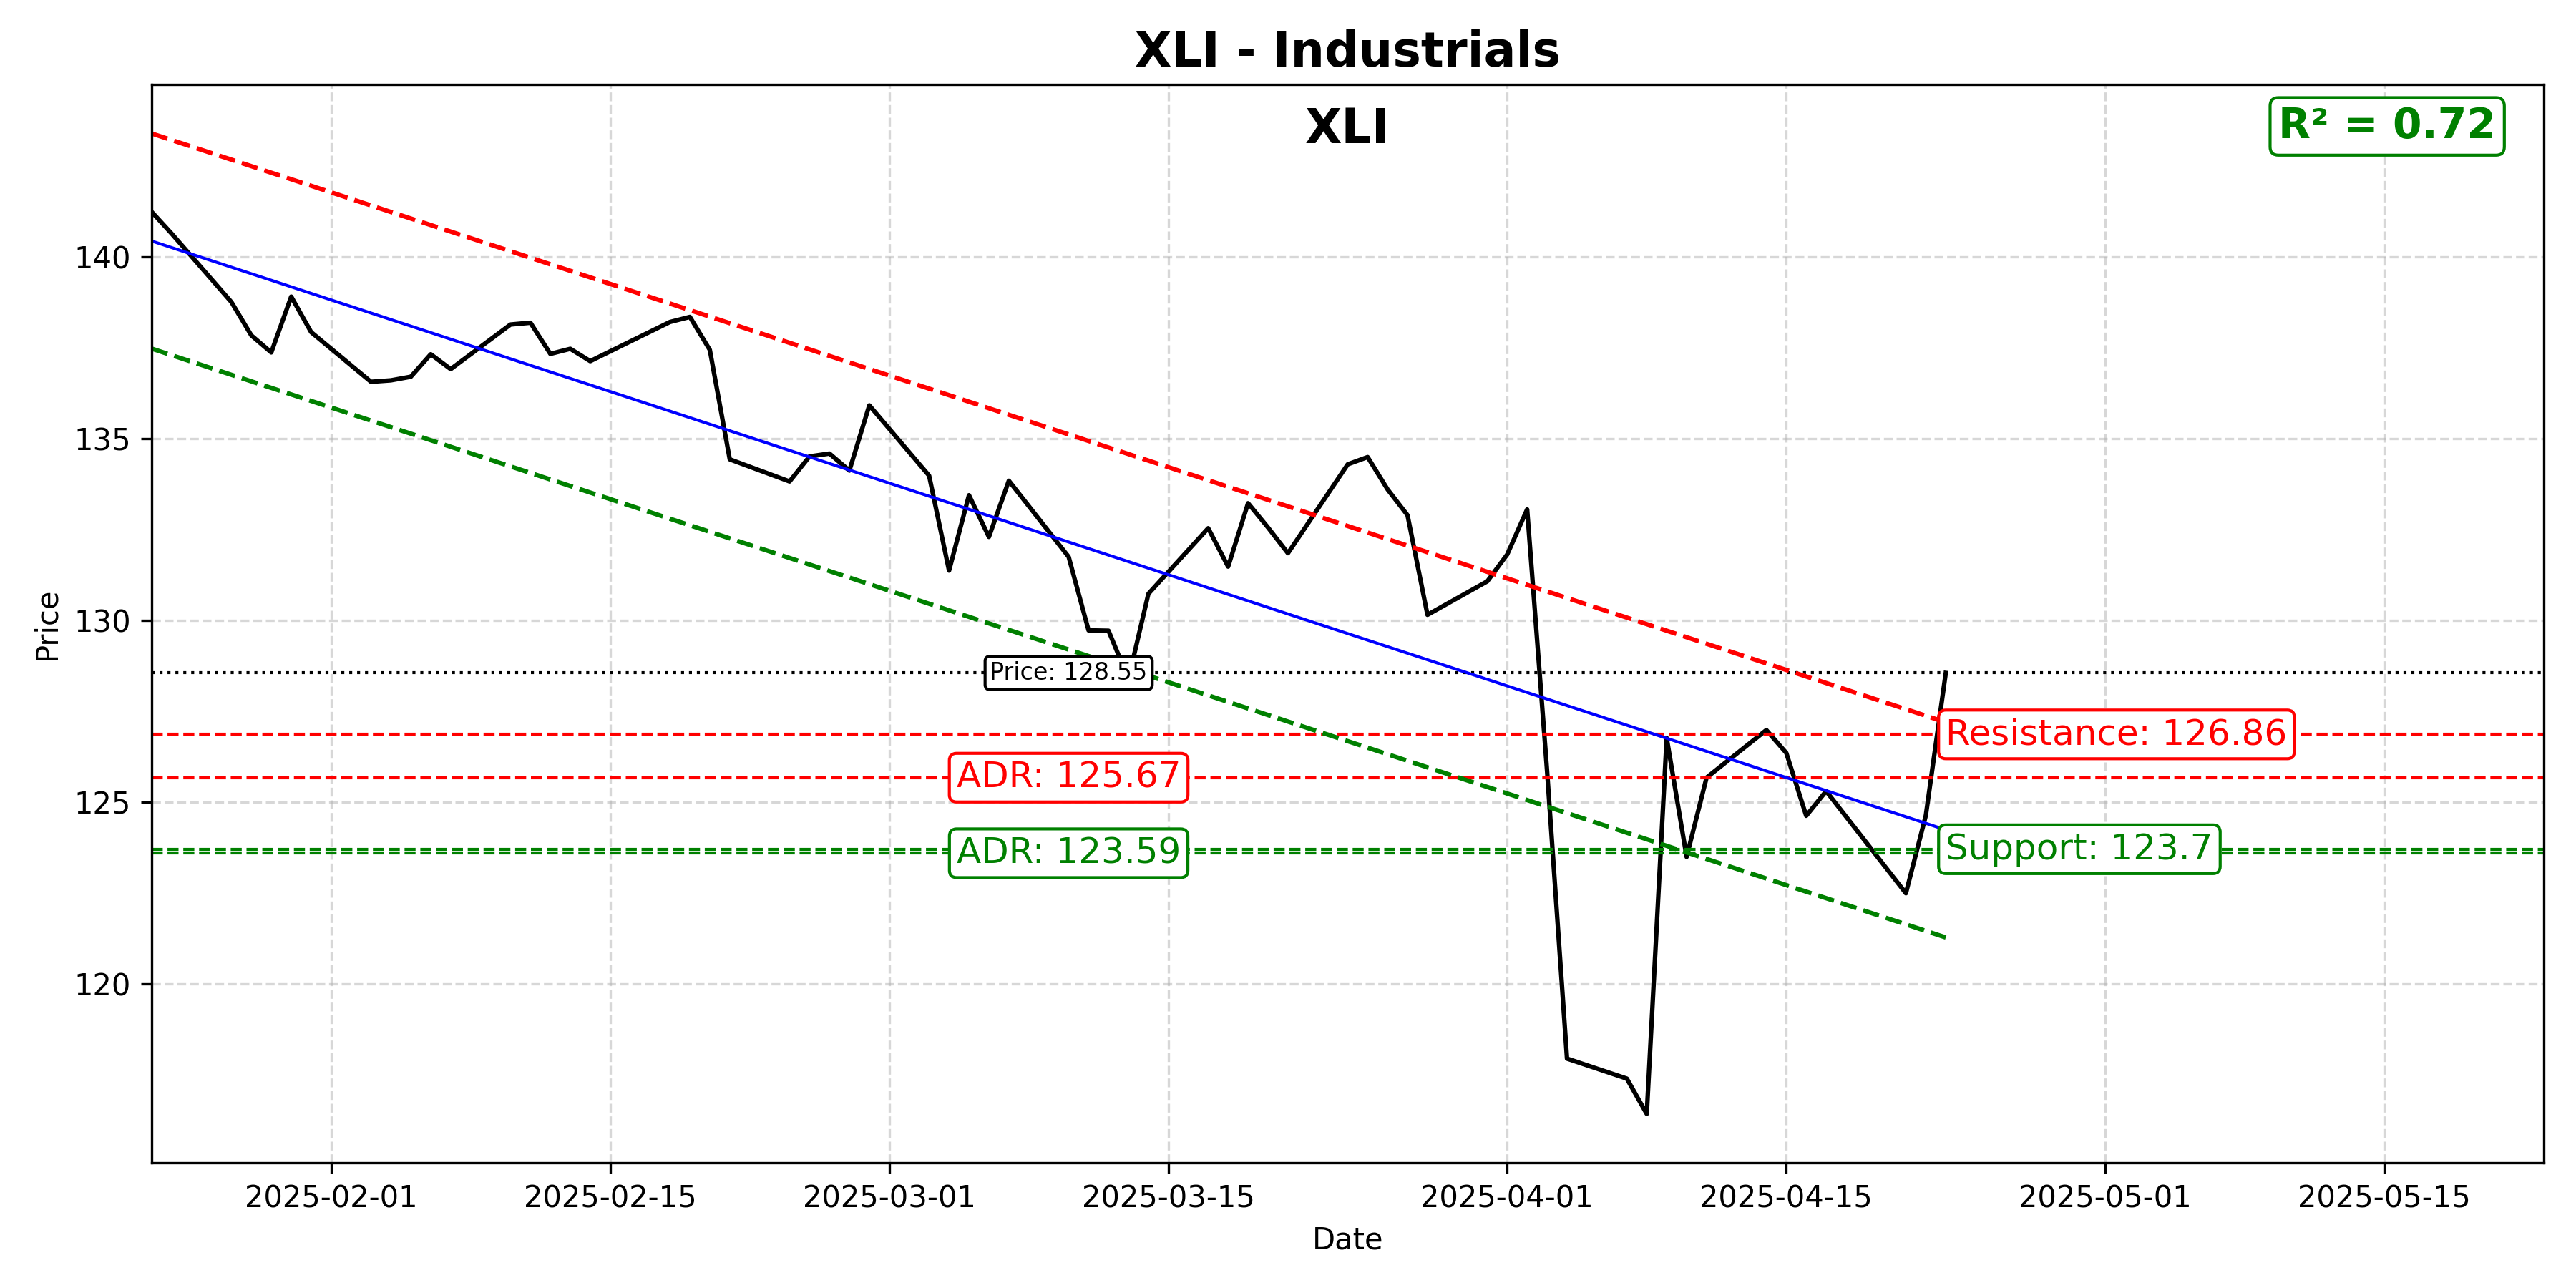 XLI - Industrials
XLI
R² = 0.72
140
135
130
125
120
Price
Price: 128.55
Resistance: 126.86
ADR: 125.67
ADR: 123.59
Support: 123.7
2025-02-01
2025-02-15
2025-03-01
2025-03-15
2025-04-01
2025-04-15
2025-05-01
2025-05-15
Date